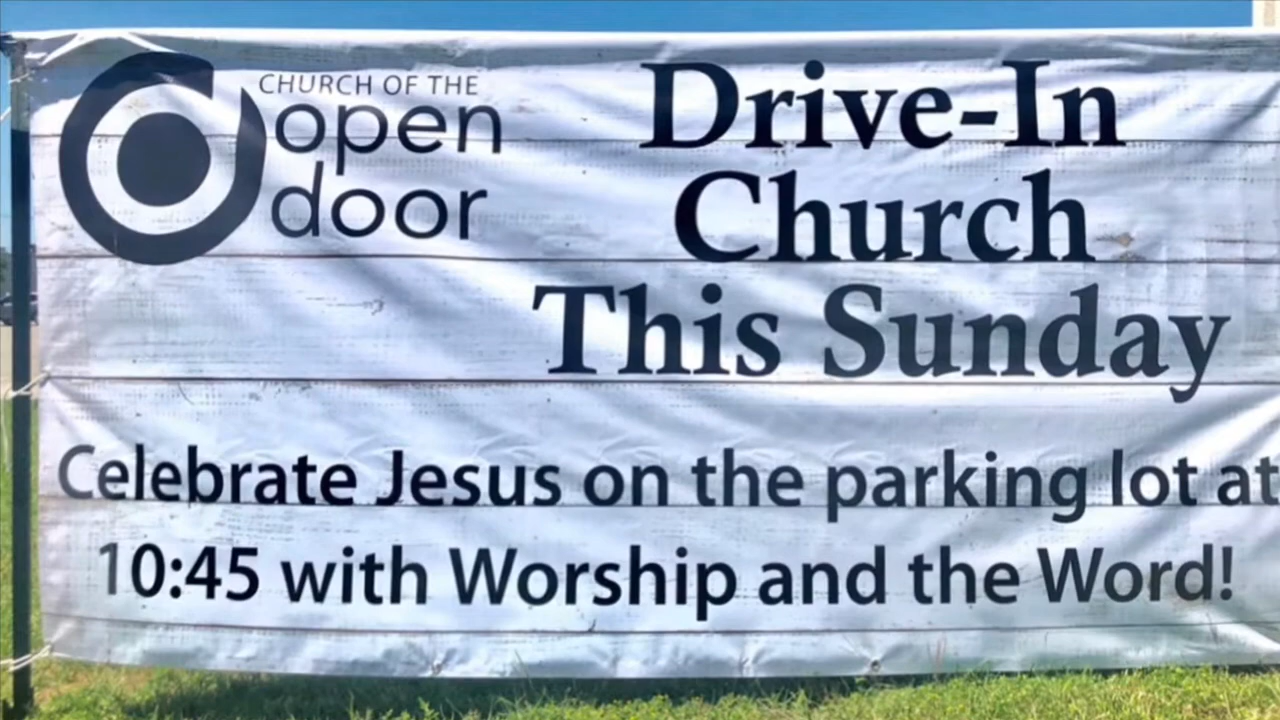 CHURCH OF THE
open
door
Drive-In
Church
This Sunday
Celebrate Jesus on the parking lot at
10:45 with Worship and the Word!